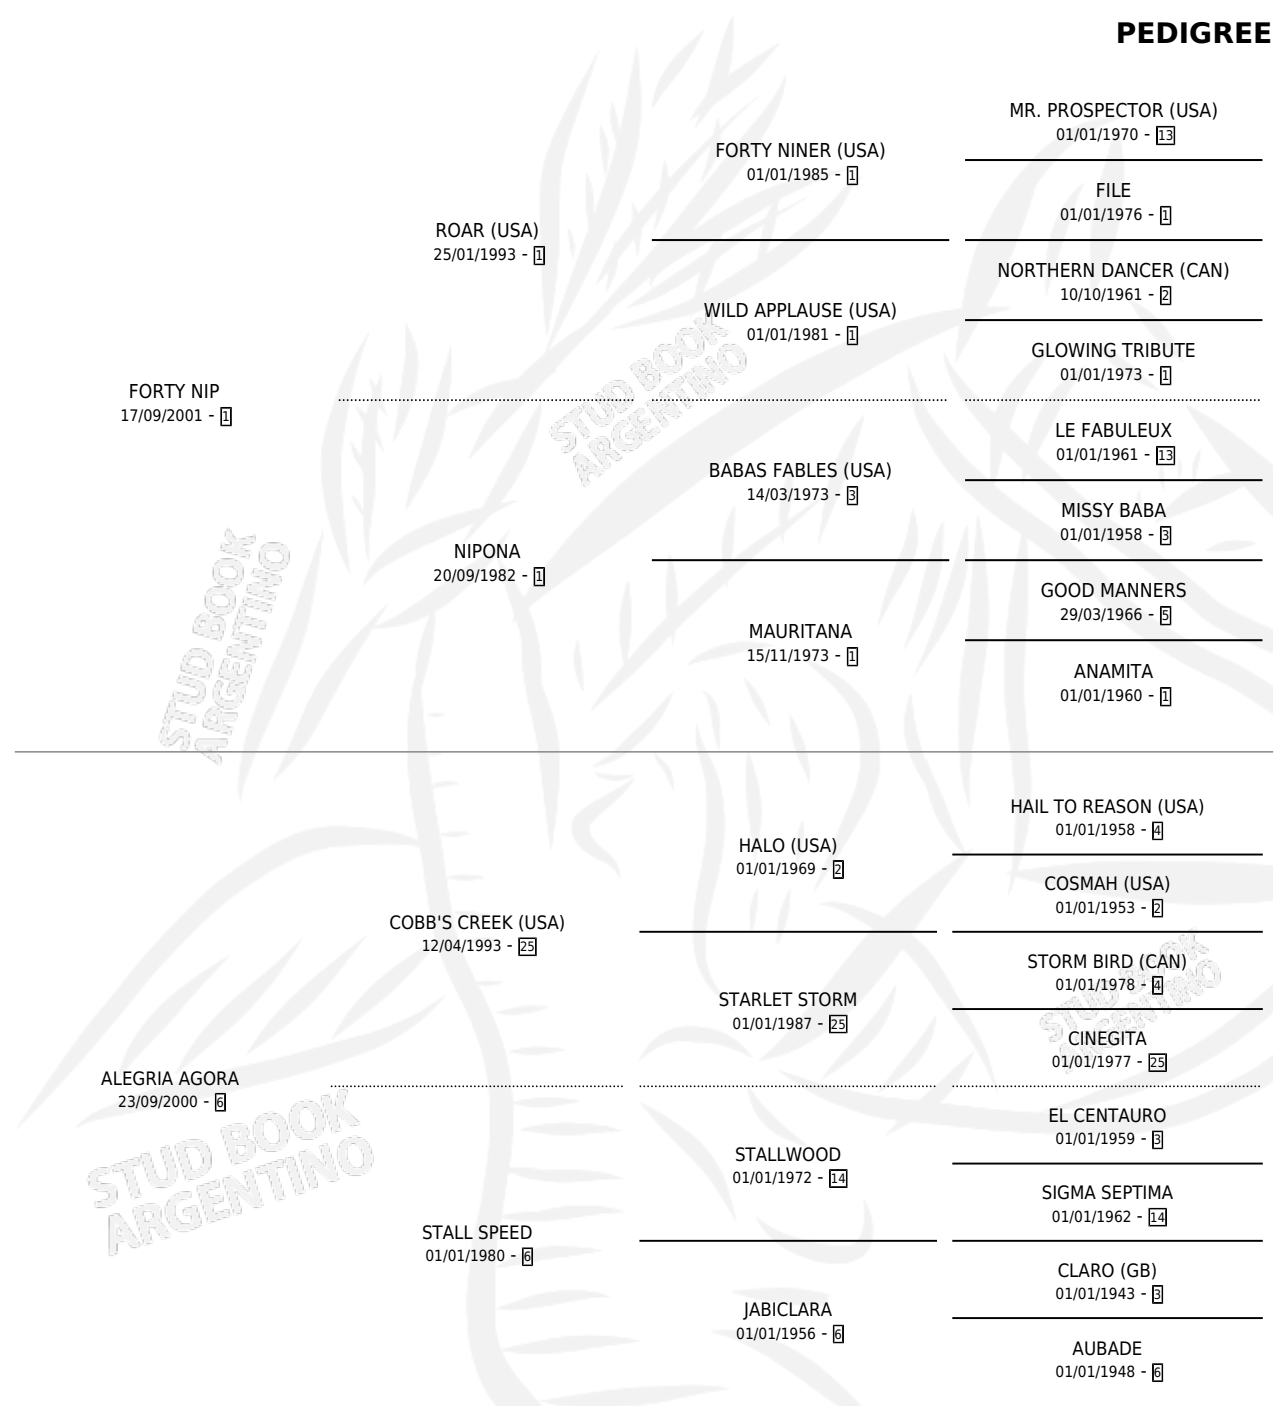 PEDIGREE
MR. PROSPECTOR (USA)
01/01/1970 - 13
FORTY NINER (USA)
01/01/1985 - 1
FILE
01/01/1976 - 1
ROAR (USA)
25/01/1993 - 1
NORTHERN DANCER (CAN)
10/10/1961 - 2
WILD APPLAUSE (USA)
01/01/1981 - 1
GLOWING TRIBUTE
01/01/1973 - 1
FORTY NIP
17/09/2001 - 1
LE FABULEUX
01/01/1961 - 13
BABAS FABLES (USA)
14/03/1973 - 3
MISSY BABA
01/01/1958 - 3
NIPONA
20/09/1982 - 1
GOOD MANNERS
29/03/1966 - 5
MAURITANA
15/11/1973 - 1
ANAMITA
01/01/1960 - 1
HAIL TO REASON (USA)
01/01/1958 - 4
HALO (USA)
01/01/1969 - 2
COSMAH (USA)
01/01/1953 - 2
COBB'S CREEK (USA)
12/04/1993 - 25
STORM BIRD (CAN)
01/01/1978 - 4
STARLET STORM
01/01/1987 - 25
CINEGITA
01/01/1977 - 25
ALEGRIA AGORA
23/09/2000 - 6
EL CENTAURO
01/01/1959 - 3
STALLWOOD
01/01/1972 - 14
SIGMA SEPTIMA
01/01/1962 - 14
STALL SPEED
01/01/1980 - 6
CLARO (GB)
01/01/1943 - 3
JABICLARA
01/01/1956 - 6
AUBADE
01/01/1948 - 6
STUD BOOK
ARGENTINO
STUD BOOK
ARGENTINO
STUD BOOK
ARGENTINO
STUD BOOK
ARGENTINO